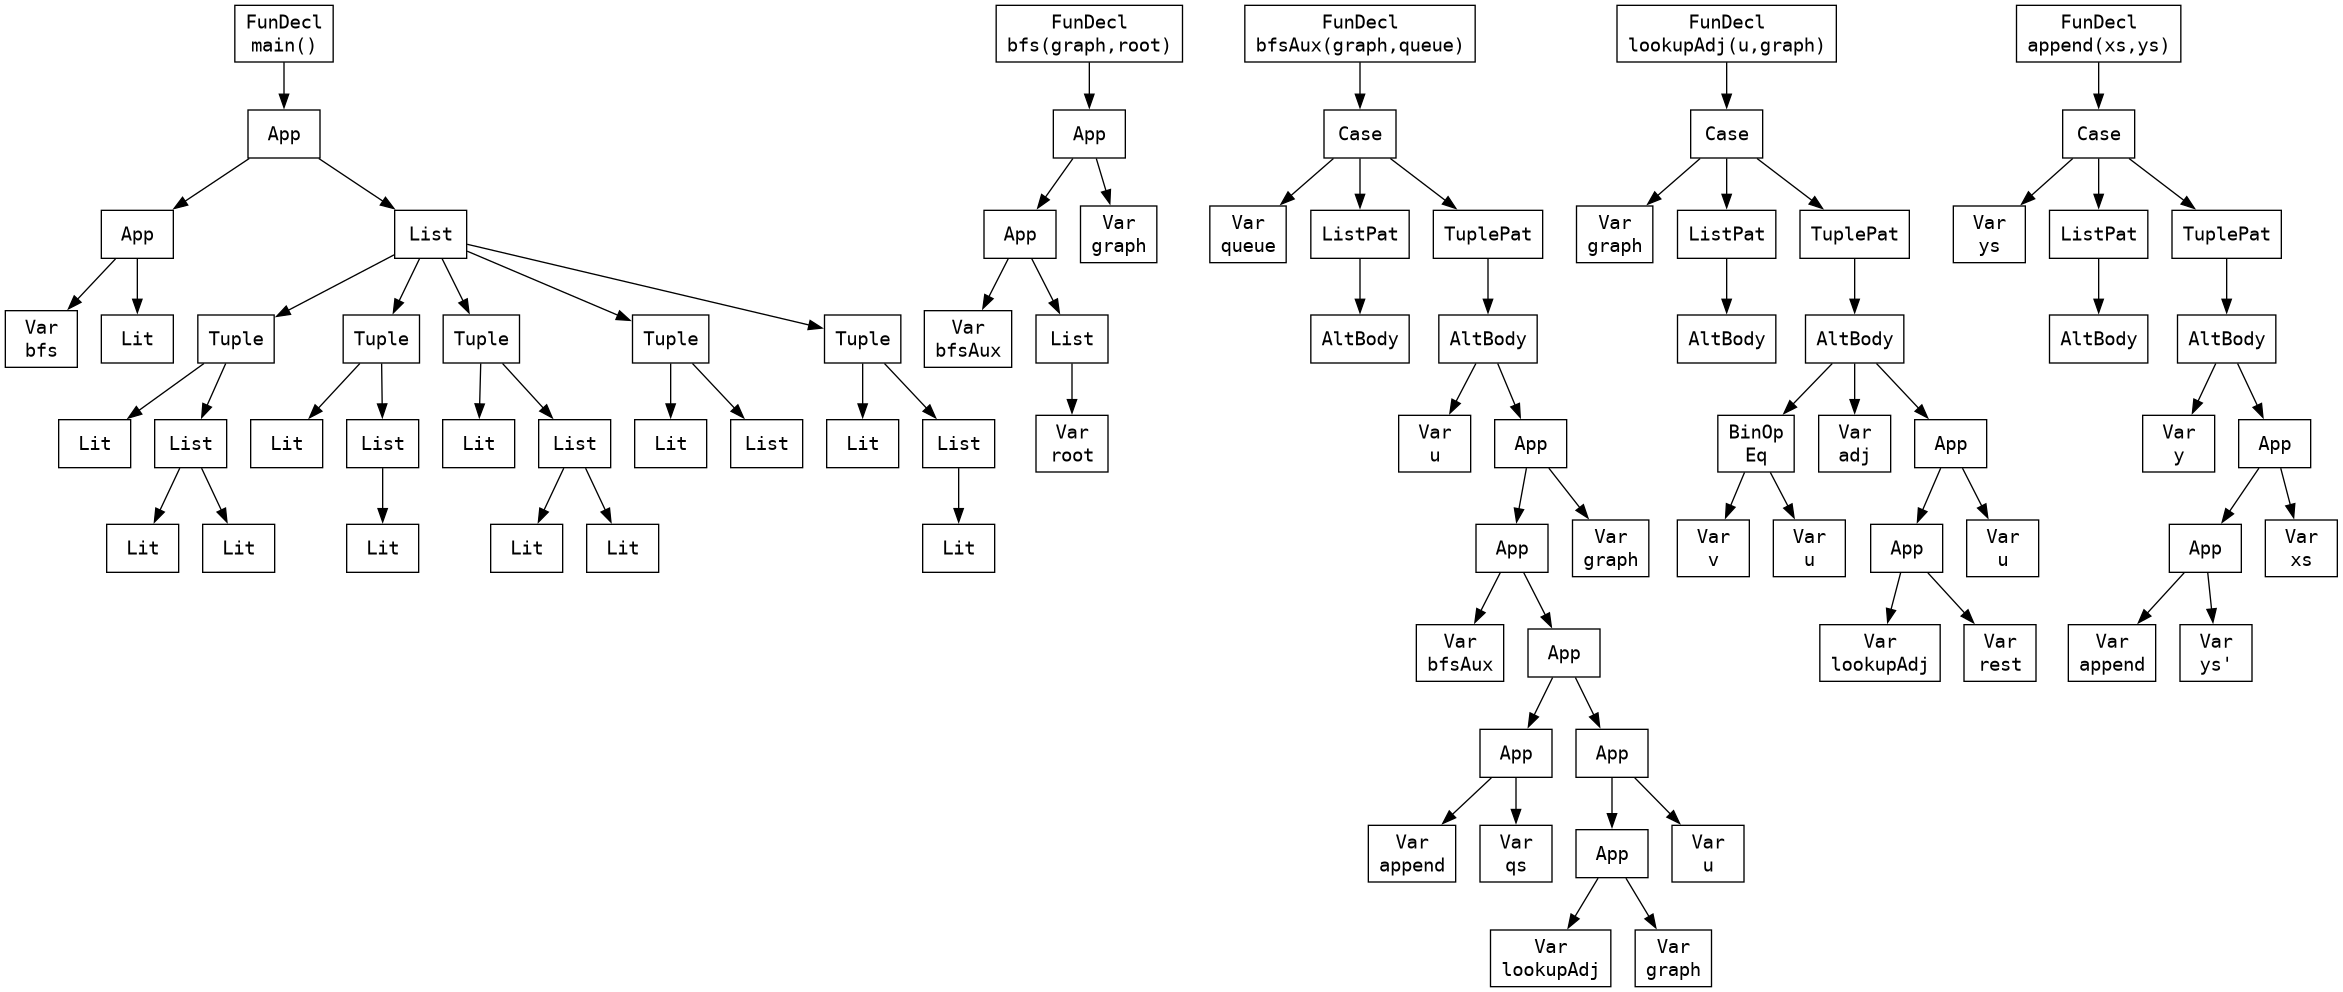 FunDecl
main()
FunDecl
bfs(graph,root)
FunDecl
bfsAux(graph,queue)
FunDecl
lookupAdj(u,graph)
FunDecl
append(xs,ys)
App
App
Case
Case
Case
App
List
App
Var
graph
Var
queue
ListPat
TuplePat
Var
graph
ListPat
TuplePat
Var
ys
ListPat
TuplePat
Var
bfs
Lit
Tuple
Tuple
Tuple
Tuple
Tuple
Var
bfsAux
List
AltBody
AltBody
AltBody
AltBody
AltBody
AltBody
Lit
List
Lit
List
Lit
List
Lit
List
Lit
List
Var
root
Var
u
App
BinOp
Eq
Var
adj
App
Var
y
App
Lit
Lit
Lit
Lit
Lit
Lit
App
Var
graph
Var
v
Var
u
App
Var
u
App
Var
xs
Var
bfsAux
App
Var
lookupAdj
Var
rest
Var
append
Var
ys'
App
App
Var
append
Var
qs
App
Var
u
Var
lookupAdj
Var
graph